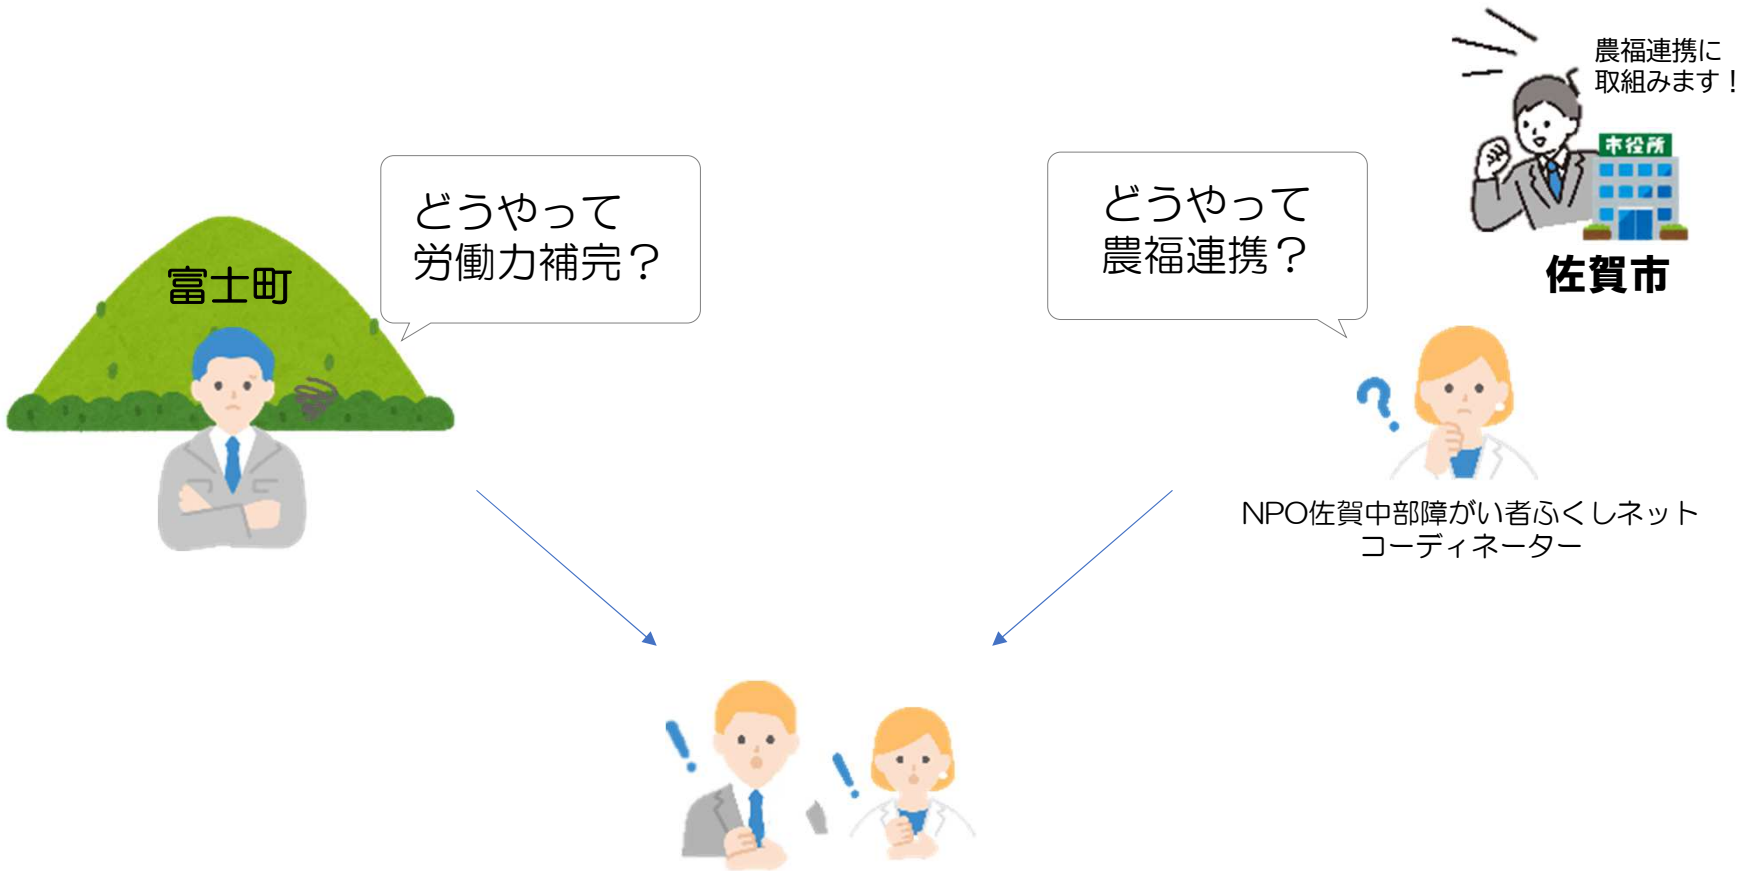 農福連携に
取組みます！
市役所
佐賀市
どうやって
労働力補完？
どうやって
農福連携？
富士町
NPO佐賀中部障がい者ふくしネット
コーディネーター